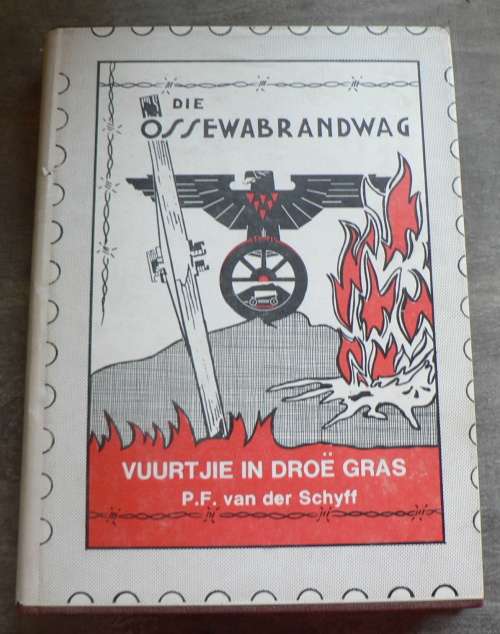 DIE
OSSEWABRANDWAG
VUURTJIE IN DROË GRAS
P.F. van der Schyff